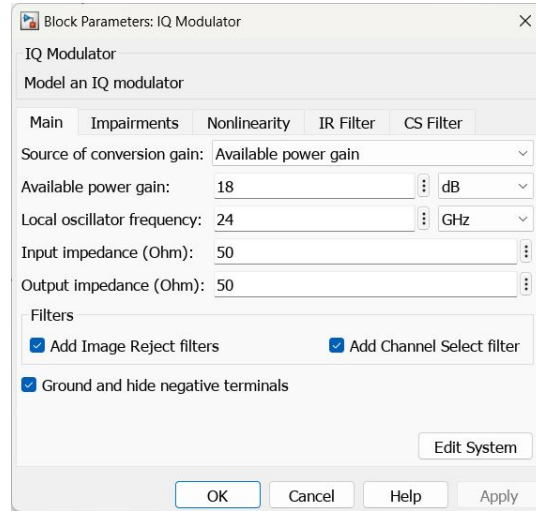 Block Parameters: IQ Modulator
IQ Modulator
Model an IQ modulator
Main Impairments Nonlinearity IR Filter CS Filter
Source of conversion gain: Available power gain
Available power gain: 18 dB
Local oscillator frequency: 24 GHz
Input impedance (Ohm): 50
Output impedance (Ohm): 50
Filters
Add Image Reject filters Add Channel Select filter
Ground and hide negative terminals
Edit System
OK Cancel Help Apply